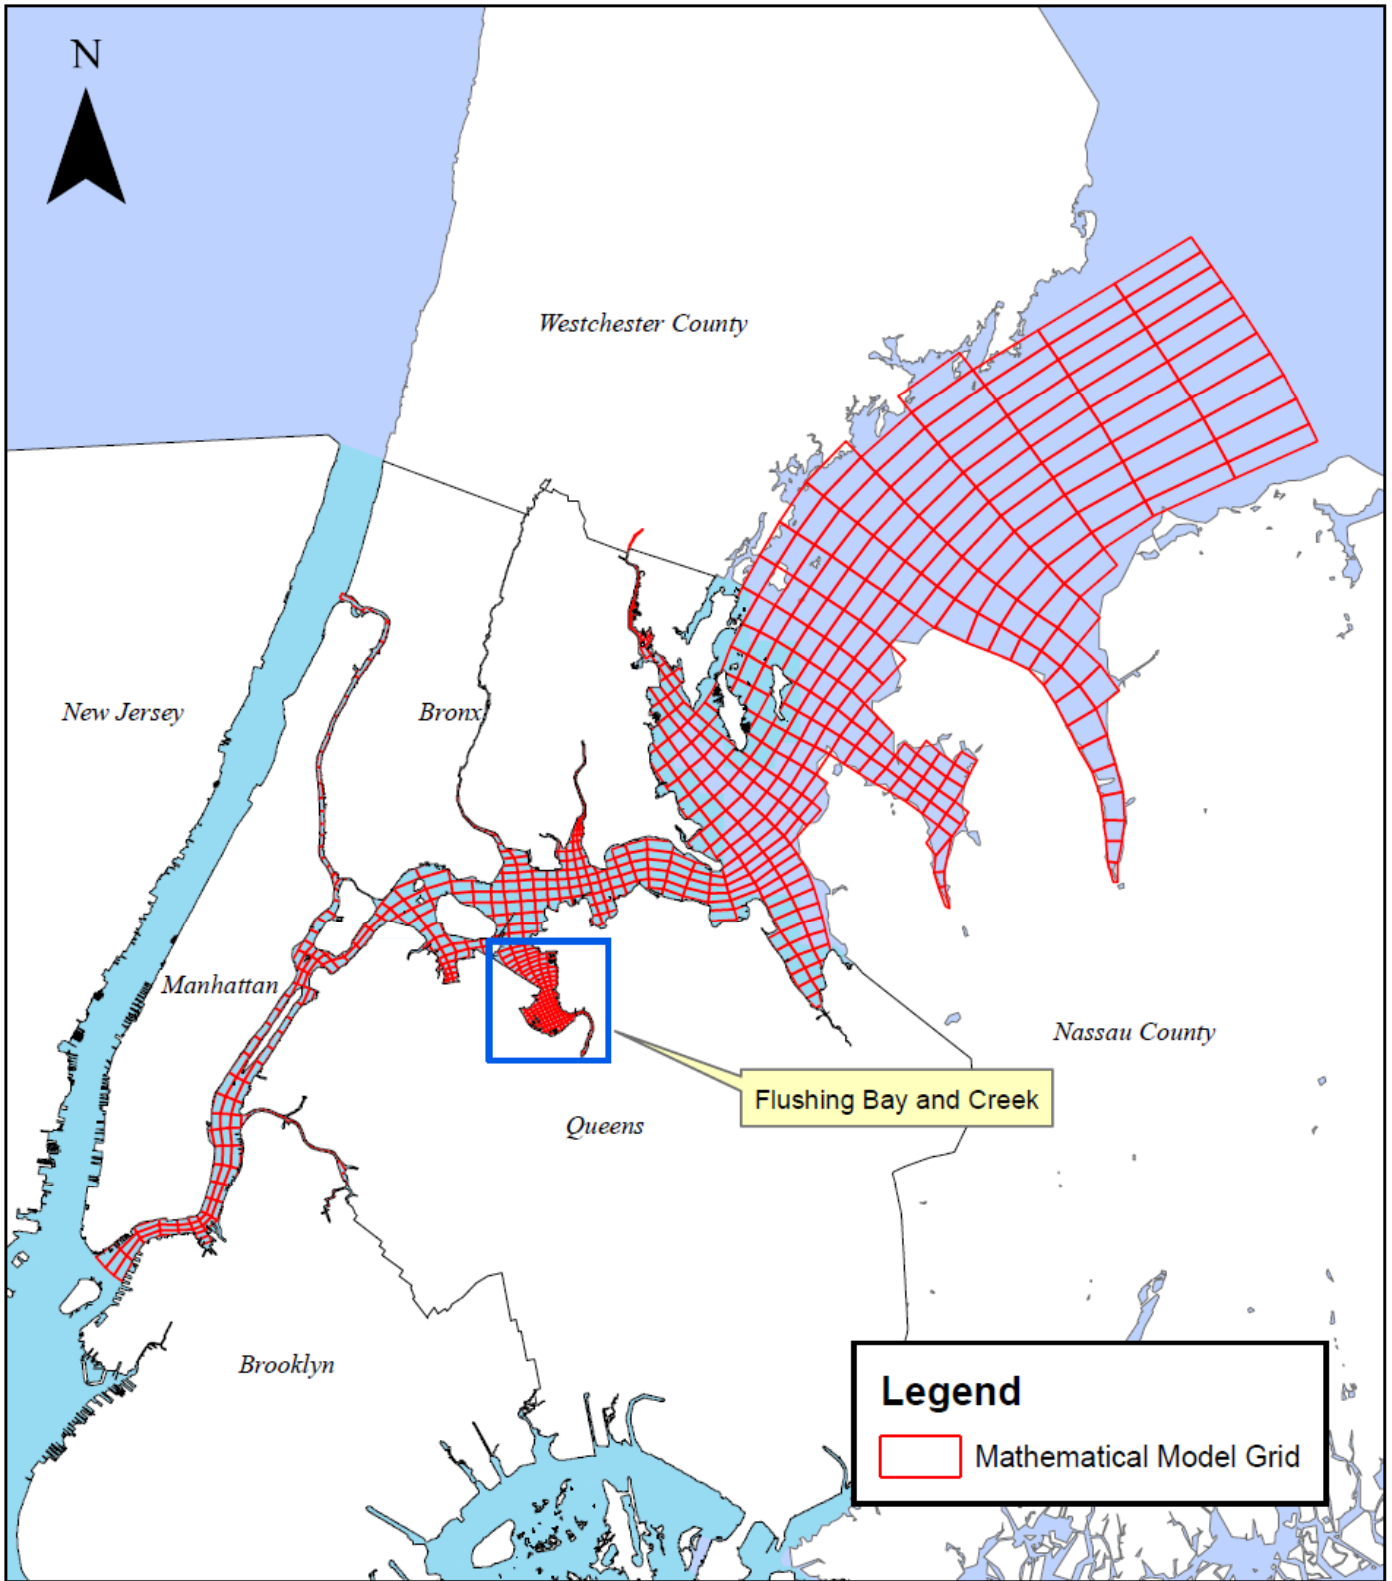 N
Westchester County
New Jersey
Bronx
Manhattan
Nassau County
Flushing Bay and Creek
Queens
Brooklyn
Legend
Mathematical Model Grid